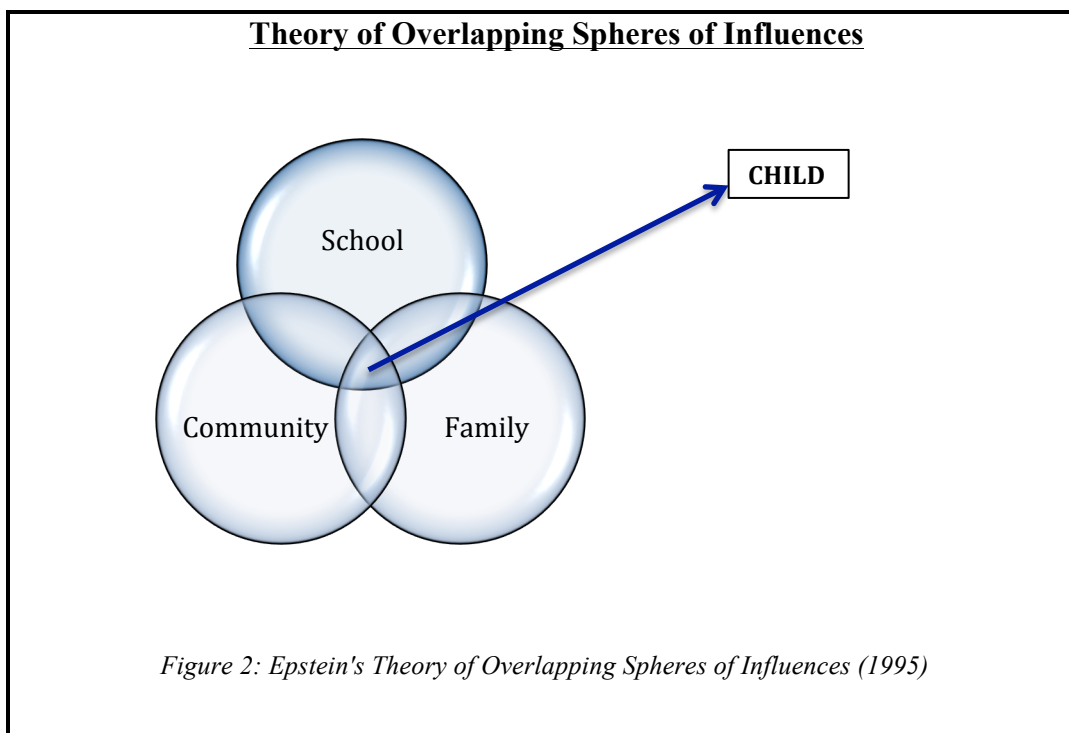 Theory of Overlapping Spheres of Influences
CHILD
School
Community
Family
Figure 2: Epstein's Theory of Overlapping Spheres of Influences (1995)